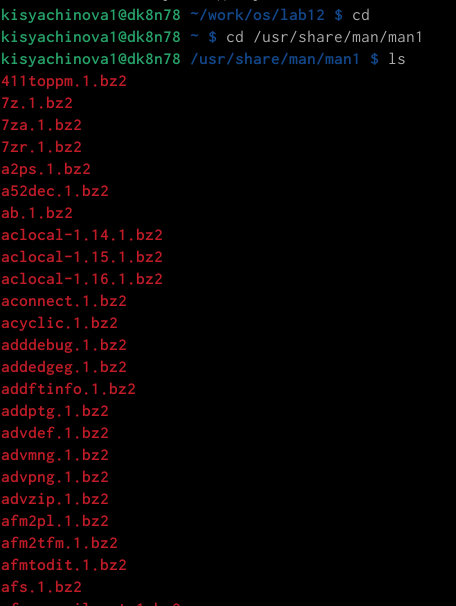 kisyachinova1@dk8n78 ~/work/os/lab12 $ cd
kisyachinova1@dk8n78 ~ $ cd /usr/share/man/man1
kisyachinova1@dk8n78 /usr/share/man/man1 $ ls
411toppm.1.bz2
7z.1.bz2
7za.1.bz2
7zr.1.bz2
a2ps.1.bz2
a52dec.1.bz2
ab.1.bz2
aclocal-1.14.1.bz2
aclocal-1.15.1.bz2
aclocal-1.16.1.bz2
aconnect.1.bz2
acyclic.1.bz2
adddebug.1.bz2
addedgeg.1.bz2
addftinfo.1.bz2
addptg.1.bz2
advdef.1.bz2
advmng.1.bz2
advpng.1.bz2
advzip.1.bz2
afm2pl.1.bz2
afm2tfm.1.bz2
afmtodit.1.bz2
afs.1.bz2